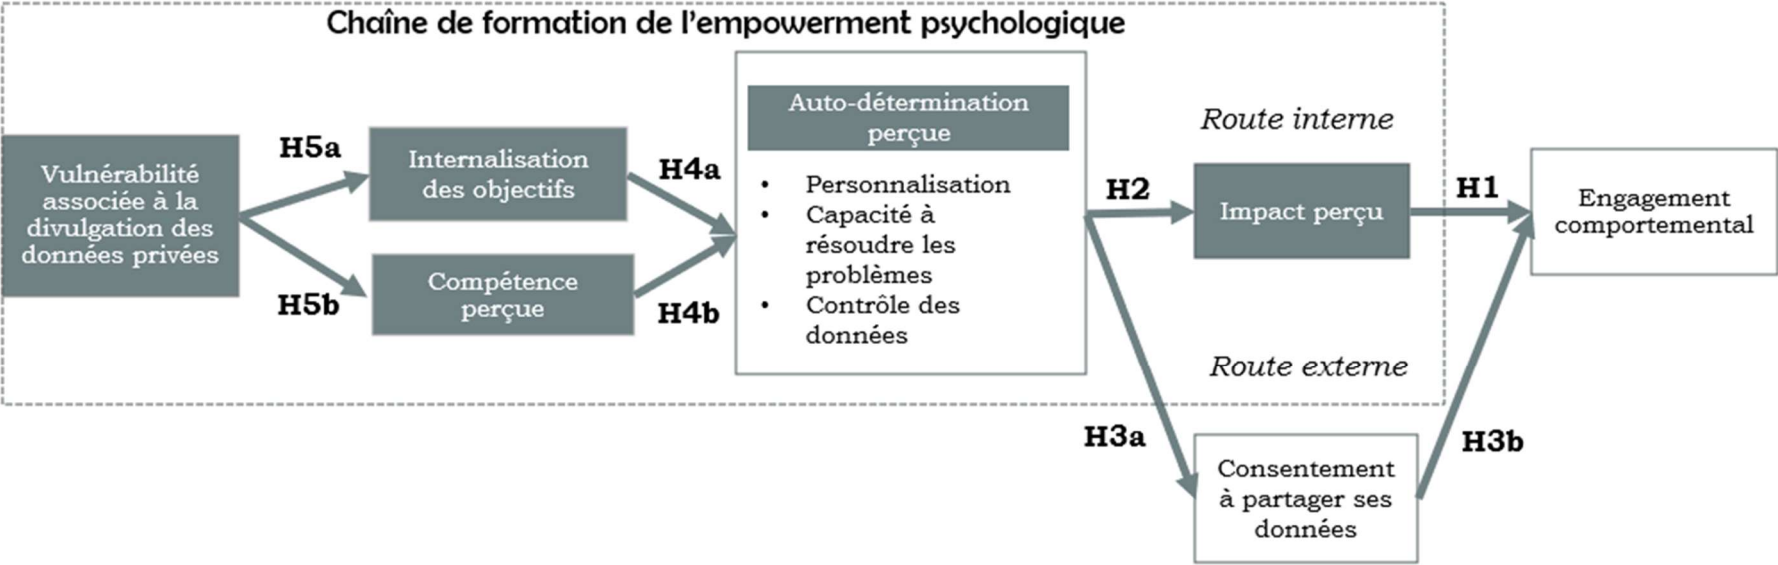 Chaîne de formation de l'empowerment psychologique
Vulnérabilité
associée à la
divulgation des
données privées
H5a
H5b
Internalisation
des objectifs
Compétence
perçue
H4a
H4b
Auto-détermination
perçue
• Personnalisation
• Capacité à
résoudre les
problèmes
• Contrôle des
données
Route interne
H2
Impact perçu
H1
Engagement
comportemental
Route externe
H3a
Consentement
à partager ses
données
H3b